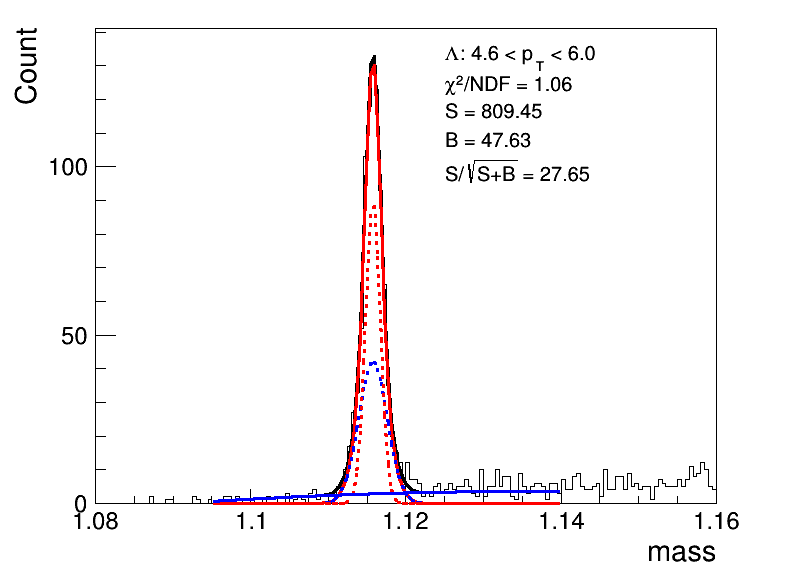 Count
Λ: 4.6 < p_T < 6.0
χ²/NDF = 1.06
S = 809.45
B = 47.63
S/√S+B = 27.65
100
50
0
1.08 1.1 1.12 1.14 1.16
mass